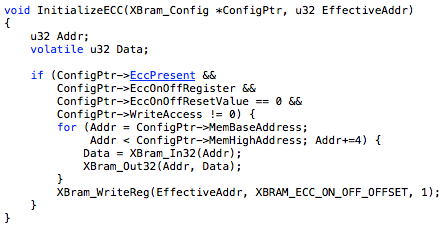 void InitializeECC(XBram_Config *ConfigPtr, u32 EffectiveAddr)
{
    u32 Addr;
    volatile u32 Data;

    if (ConfigPtr->EccPresent &&
        ConfigPtr->EccOnOffRegister &&
        ConfigPtr->EccOnOffResetValue == 0 &&
        ConfigPtr->WriteAccess != 0) {
        for (Addr = ConfigPtr->MemBaseAddress;
             Addr < ConfigPtr->MemHighAddress; Addr+=4) {
            Data = XBram_In32(Addr);
            XBram_Out32(Addr, Data);
        }
        XBram_WriteReg(EffectiveAddr, XBRAM_ECC_ON_OFF_OFFSET, 1);
    }
}